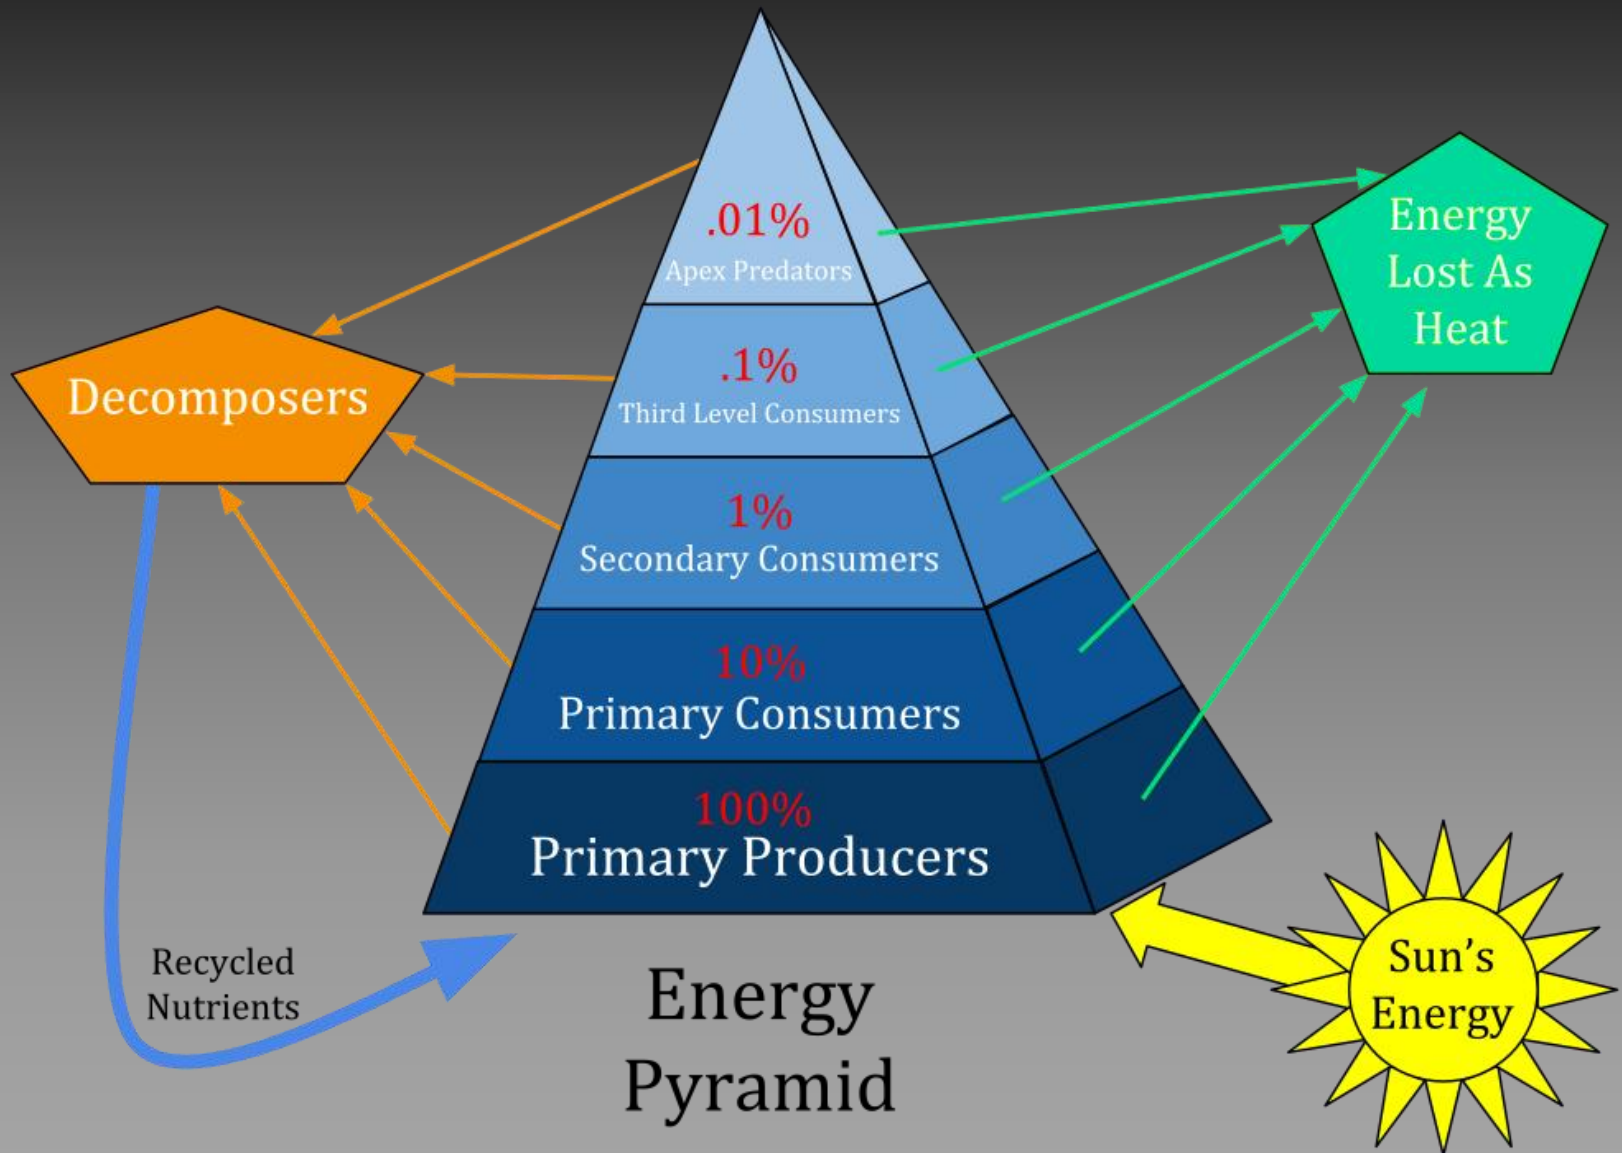 .01%
Apex Predators
Energy
Lost As
Heat
.1%
Third Level Consumers
Decomposers
1%
Secondary Consumers
10%
Primary Consumers
100%
Primary Producers
Recycled
Nutrients
Sun's
Energy
Energy
Pyramid